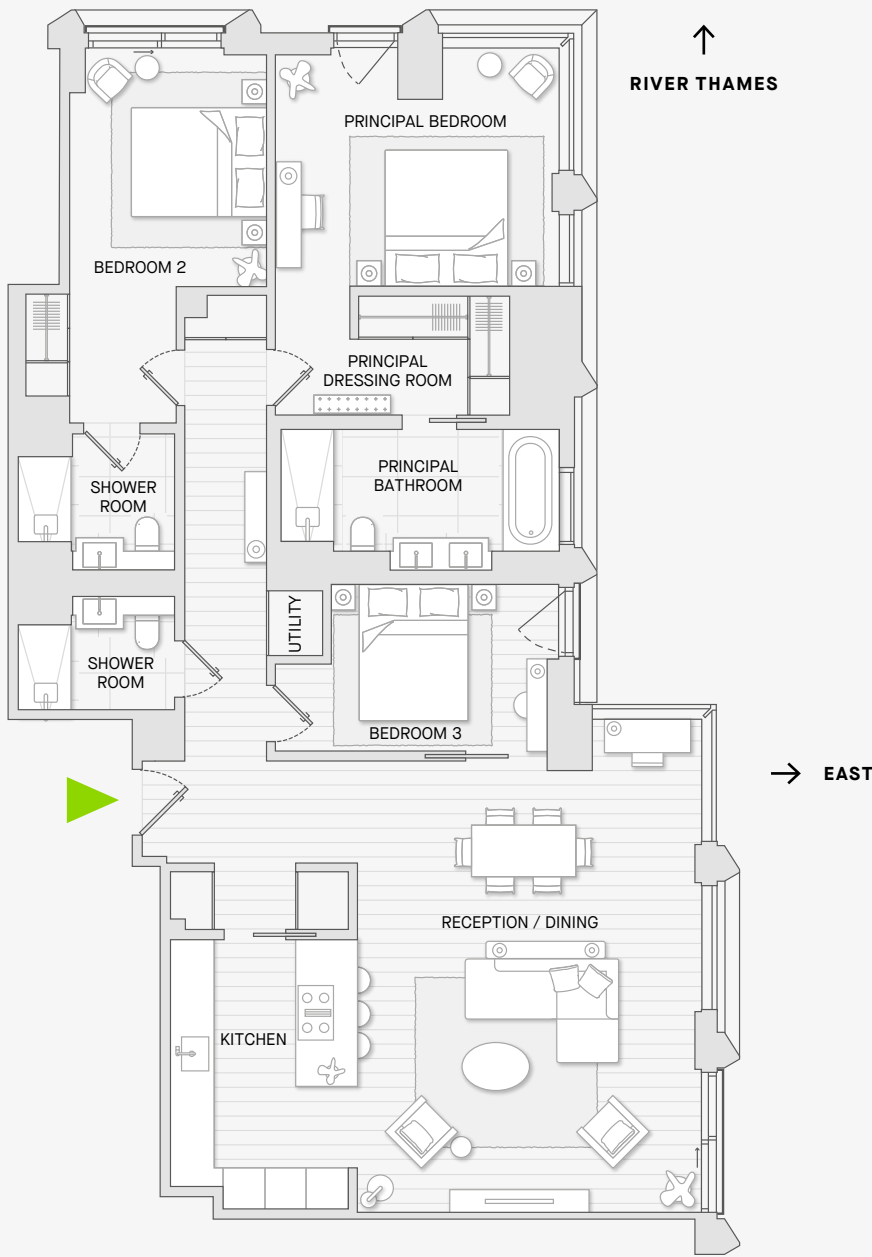 RIVER THAMES
PRINCIPAL BEDROOM
BEDROOM 2
PRINCIPAL
DRESSING ROOM
PRINCIPAL
BATHROOM
SHOWER
ROOM
UTILITY
SHOWER
ROOM
BEDROOM 3
EAST
RECEPTION / DINING
KITCHEN